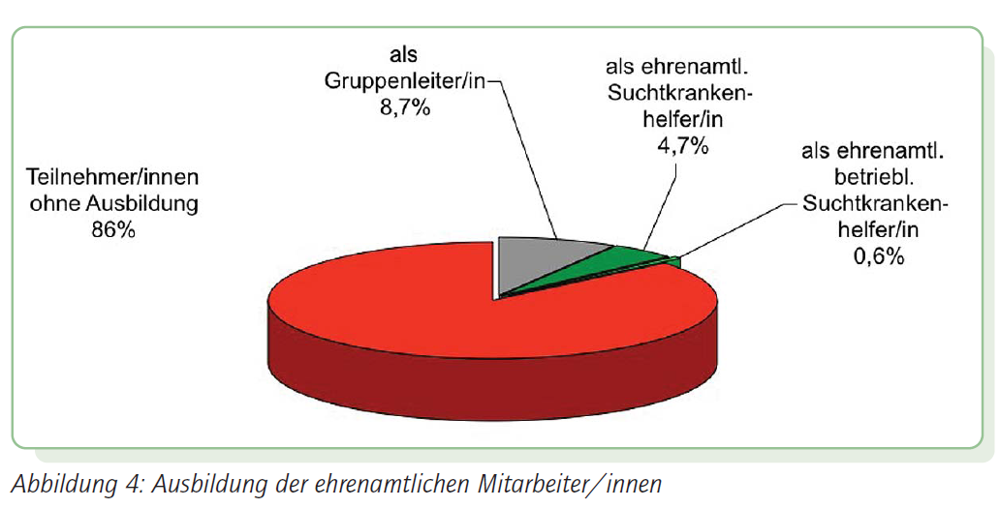 als
Gruppenleiter/in
8,7%
als ehrenamtl.
Suchtkranken-
helfer/in
4,7%
als ehrenamtl.
betriebl.
Suchtkranken-
helfer/in
0,6%
Teilnehmer/innen
ohne Ausbildung
86%
Abbildung 4: Ausbildung der ehrenamtlichen Mitarbeiter/innen